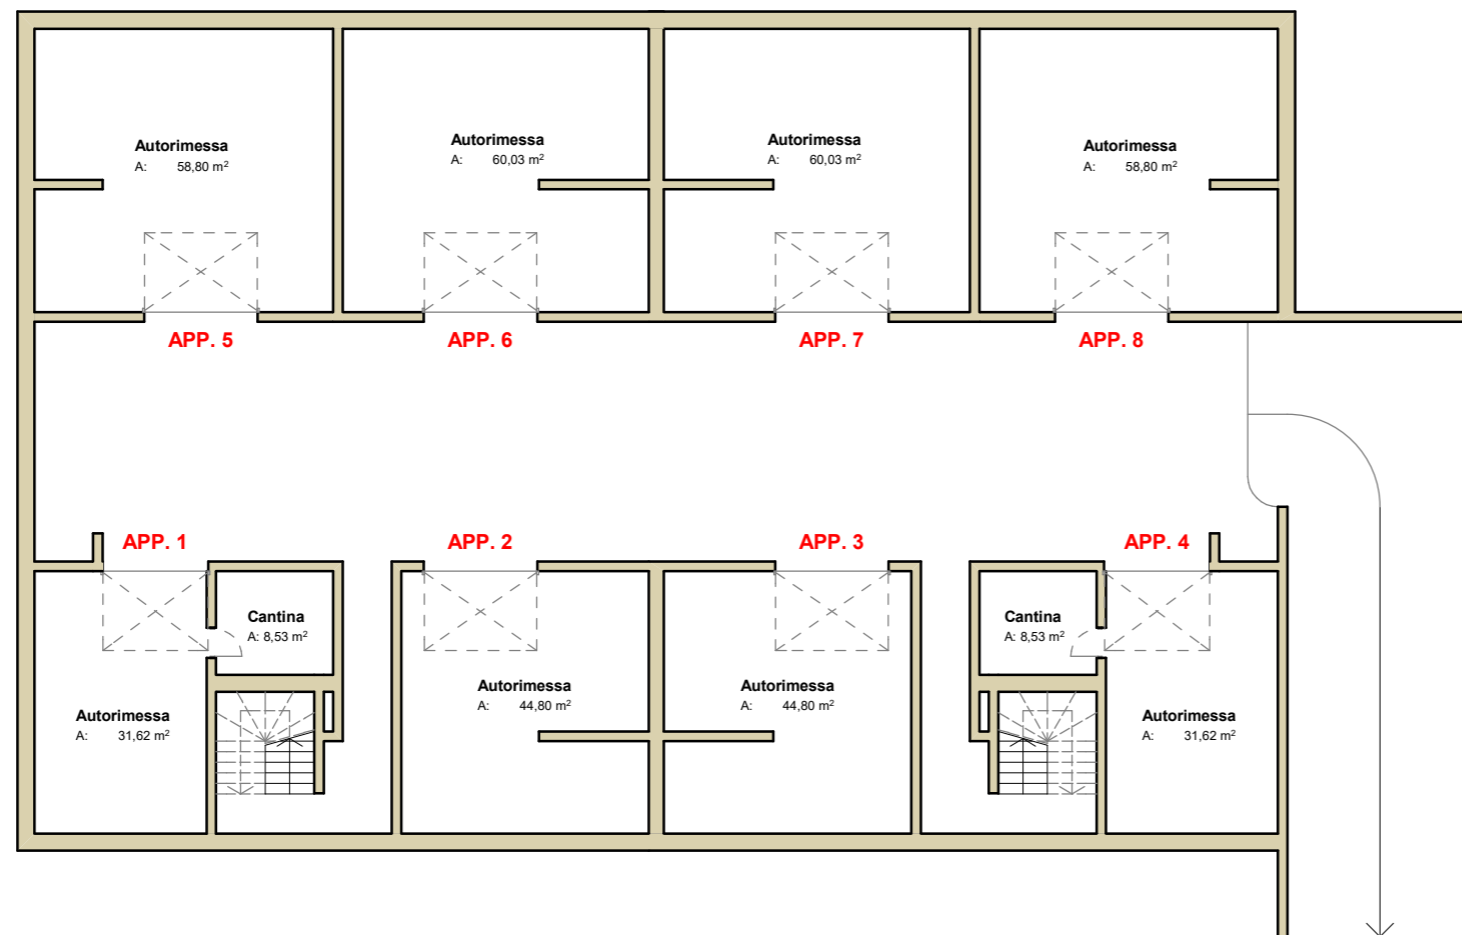 Autorimessa
A: 58,80 m²
Autorimessa
A: 60,03 m²
Autorimessa
A: 60,03 m²
Autorimessa
A: 58,80 m²
APP. 5
APP. 6
APP. 7
APP. 8
APP. 1
APP. 2
APP. 3
APP. 4
Cantina
A: 8,53 m²
Cantina
A: 8,53 m²
Autorimessa
A: 44,80 m²
Autorimessa
A: 44,80 m²
Autorimessa
A: 31,62 m²
Autorimessa
A: 31,62 m²